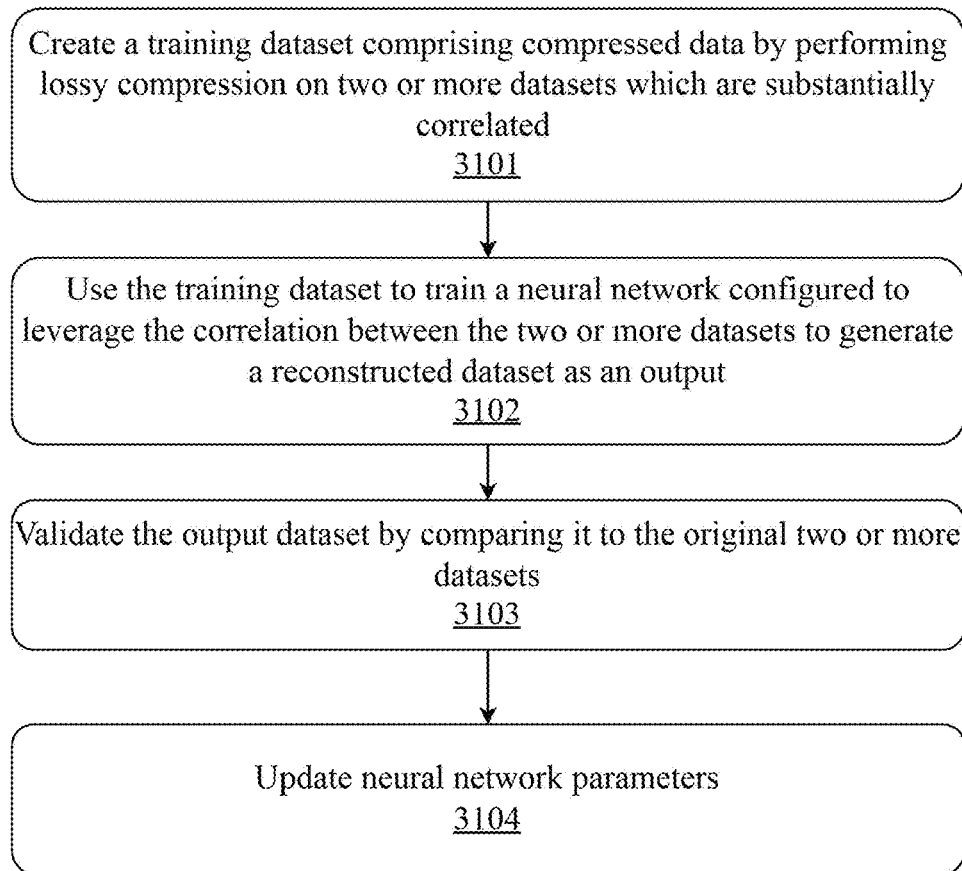 Create a training dataset comprising compressed data by performing
lossy compression on two or more datasets which are substantially
correlated
3101
Use the training dataset to train a neural network configured to
leverage the correlation between the two or more datasets to generate
a reconstructed dataset as an output
3102
Validate the output dataset by comparing it to the original two or more
datasets
3103
Update neural network parameters
3104